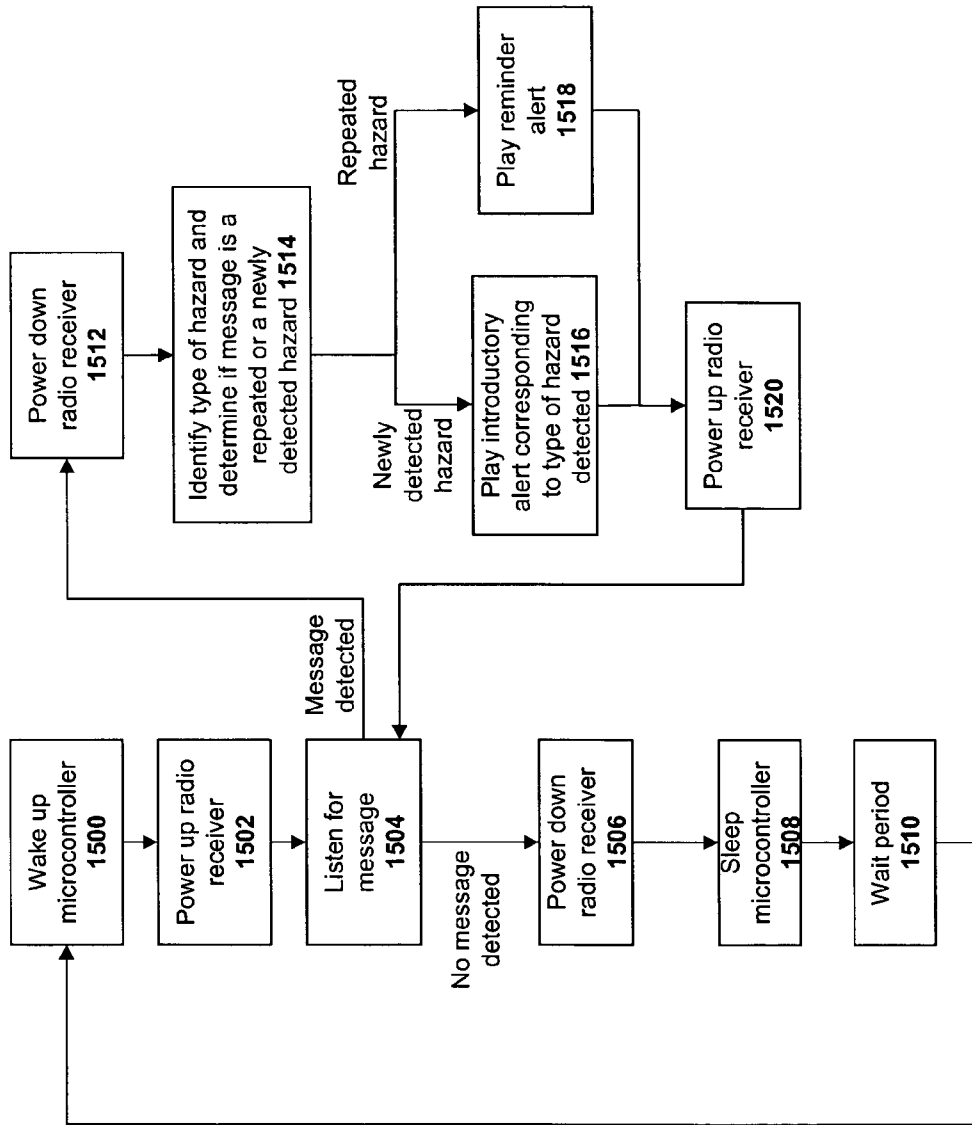 Wake up
microcontroller
1500
Power up radio
receiver
1502
Listen for
message
1504
No message
detected
Power down
radio receiver
1506
Sleep
microcontroller
1508
Wait period
1510
Message
detected
Power down
radio receiver
1512
Identify type of hazard and
determine if message is a
repeated or a newly
detected hazard 1514
Newly
detected
hazard
Repeated
hazard
Play introductory
alert corresponding
to type of hazard
detected 1516
Play reminder
alert
1518
Power up radio
receiver
1520